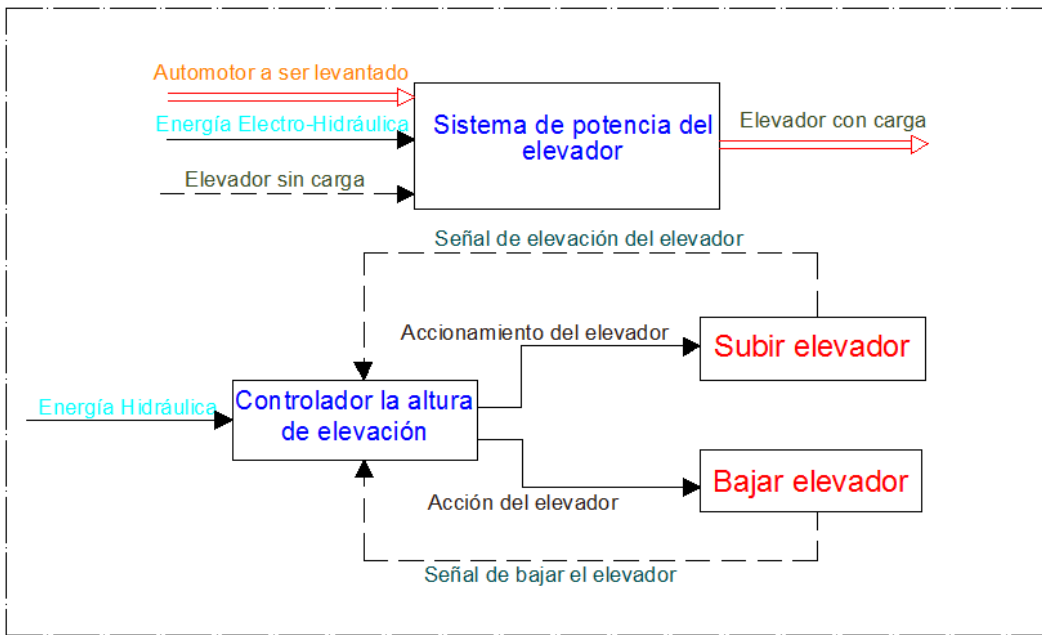 Automotor a ser levantado
Energía Electro-Hidráulica
Elevador sin carga
Sistema de potencia del
elevador
Elevador con carga
Señal de elevación del elevador
Accionamiento del elevador
Subir elevador
Energía Hidráulica
Controlador la altura
de elevación
Bajar elevador
Acción del elevador
Señal de bajar el elevador